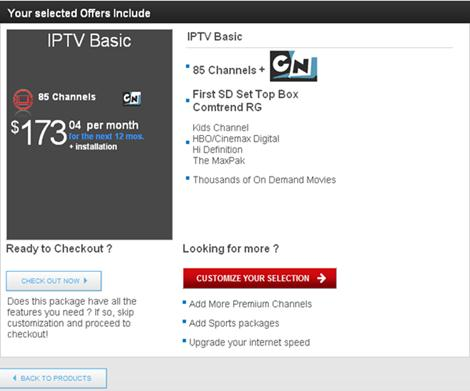 Your selected Offers Include
IPTV Basic
85 Channels
CN
$173 04 per month
for the next 12 mos.
+ installation
IPTV Basic
85 Channels + CN
First SD Set Top Box
Comtrend RG
Kids Channel
HBO/Cinemax Digital
Hi Definition
The MaxPak
Thousands of On Demand Movies
Ready to Checkout ?
CHECK OUT NOW
Does this package have all the
features you need ? If so, skip
customization and proceed to
checkout!
Looking for more ?
CUSTOMIZE YOUR SELECTION
Add More Premium Channels
Add Sports packages
Upgrade your internet speed
BACK TO PRODUCTS